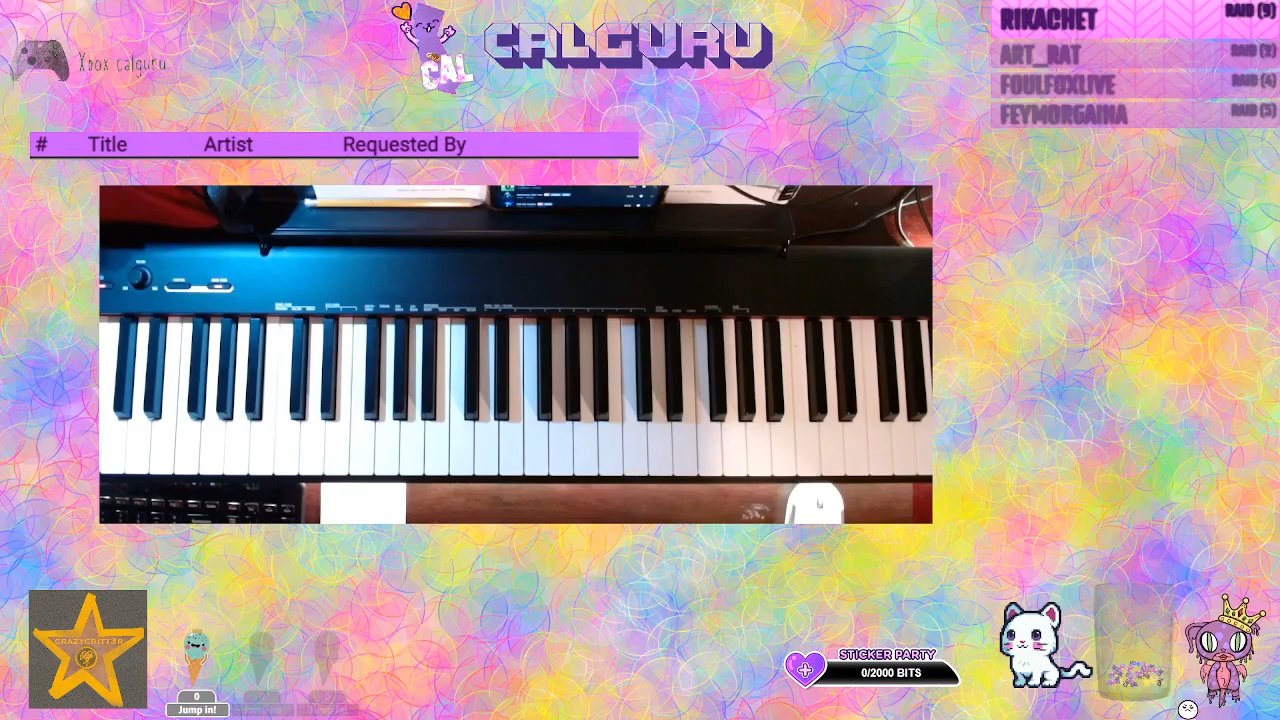 CALGURU
CAL
Xbox calguru
RIKACHET RAID (9)
ART_RAT RAID (2)
FOULFOXLIVE RAID (4)
FEYMORGAINA RAID (5)
# Title Artist Requested By
CRAZYCRITT3R
0
Jump in!
STICKER PARTY
0/2000 BITS